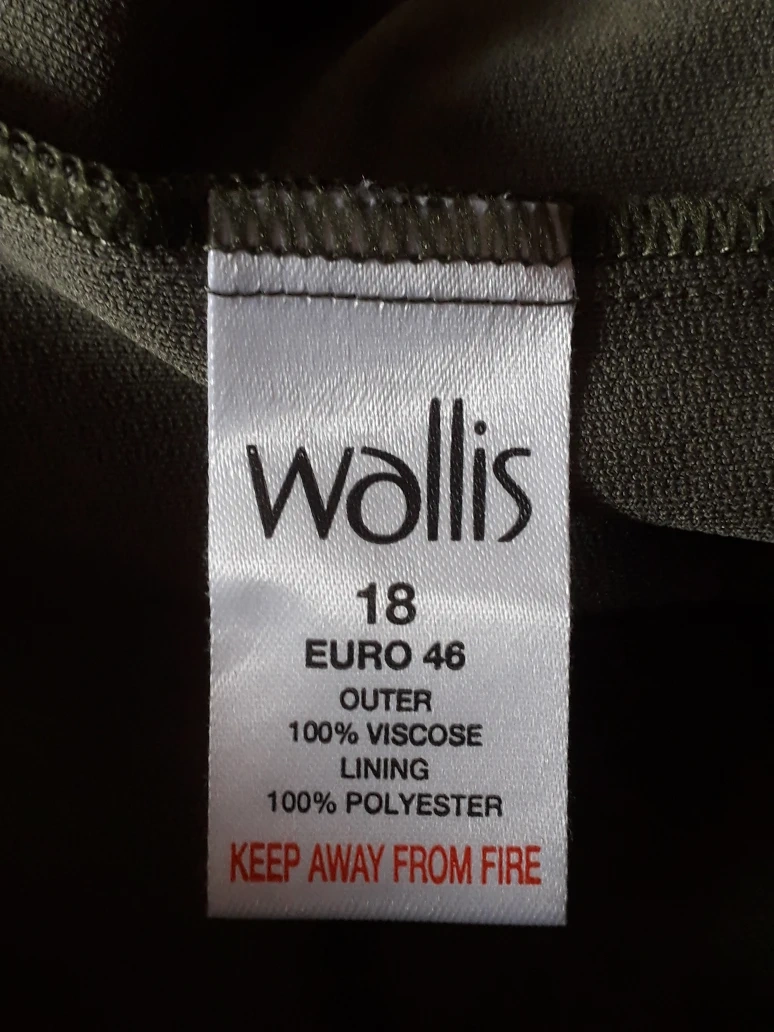 wallis
18
EURO 46
OUTER
100% VISCOSE
LINING
100% POLYESTER
KEEP AWAY FROM FIRE